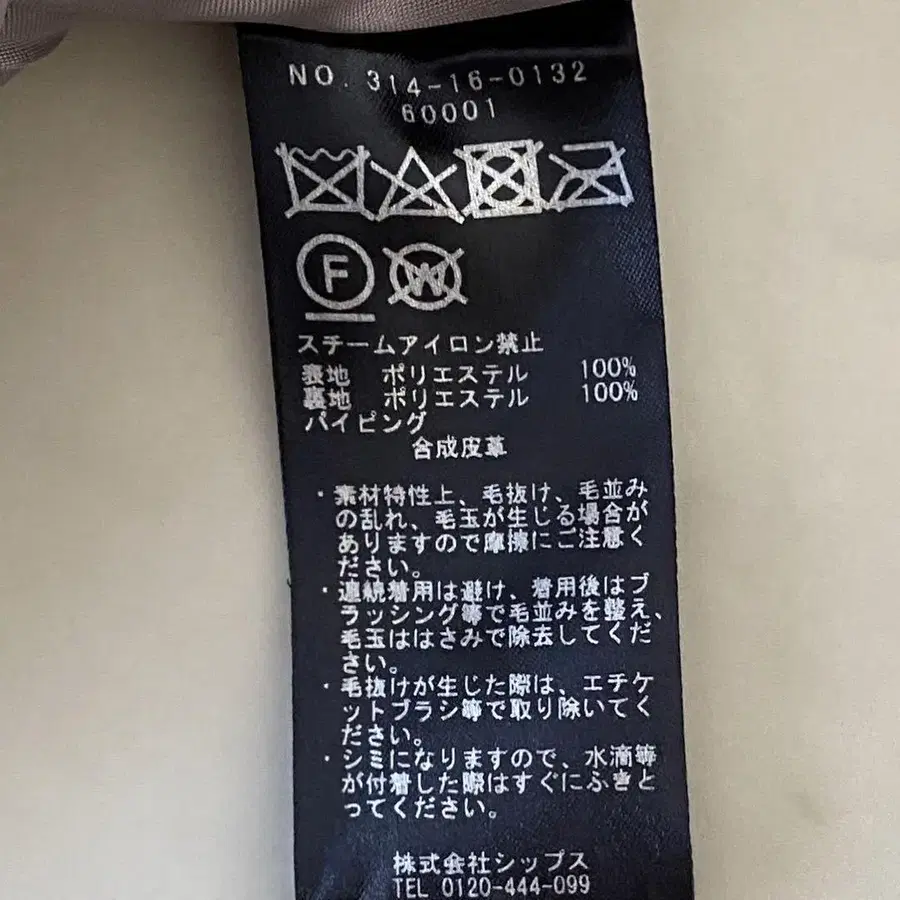 NO. 314-16-0132
60001
F
W
スチームアイロン禁止
表地 ポリエステル 100%
裏地 ポリエステル 100%
パイピング
合成皮革
・素材特性上、毛抜け、毛並み
の乱れ、毛玉が生じる場合が
ありますので摩擦にご注意く
ださい。
・連続着用は避け、着用後はブ
ラッシング等で毛並みを整え、
毛玉ははさみで除去してくだ
さい。
・毛抜けが生じた際は、エチケ
ットブラシ等で取り除いてく
ださい。
・シミになりますので、水滴等
が付着した際はすぐにふきと
ってください。
株式会社シップス
TEL 0120-444-099